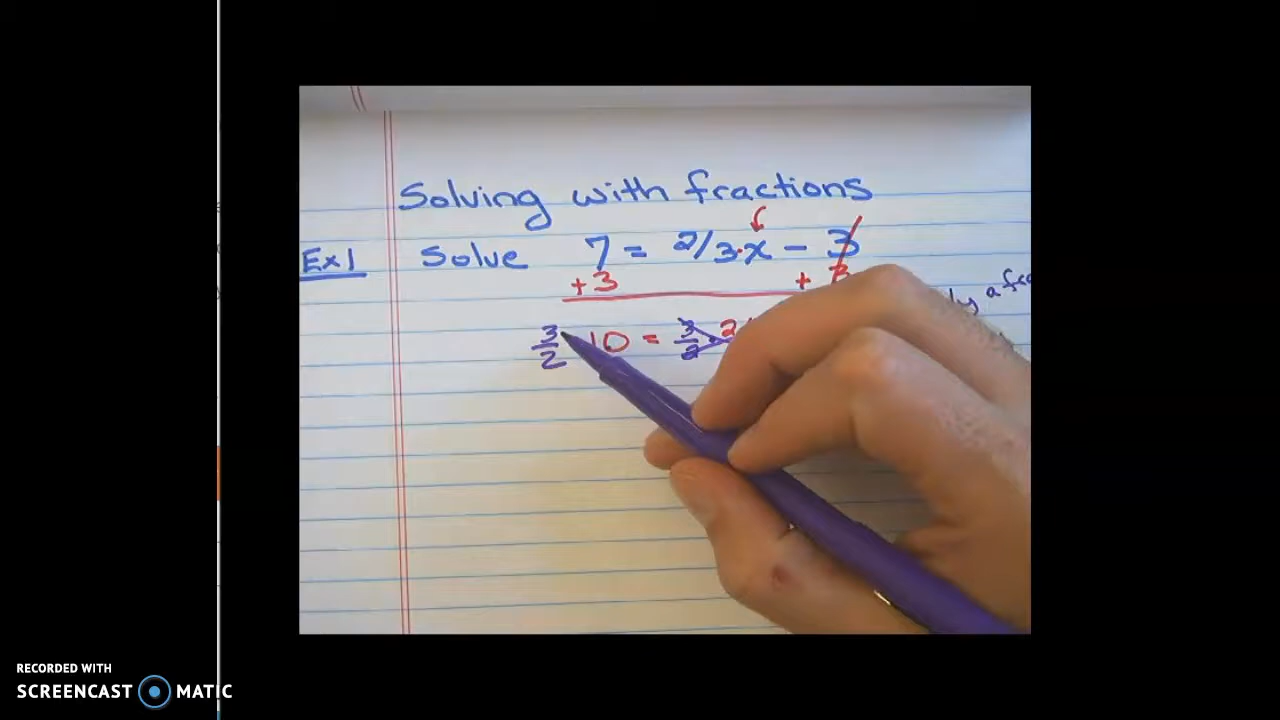 Solving with fractions
Ex1 Solve 7 = 2/3·x - 3
+3 +
3/2 10 = 3/2 · 2
a
RECORDED WITH
SCREENCAST MATIC